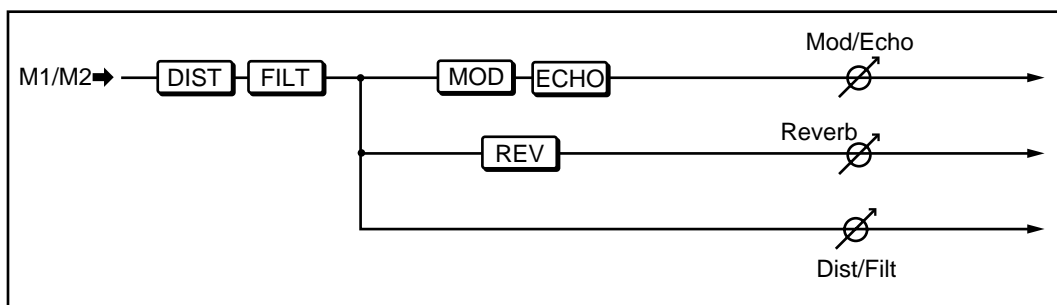 Mod/Echo
M1/M2 DIST FILT MOD ECHO
Reverb
REV
Dist/Filt